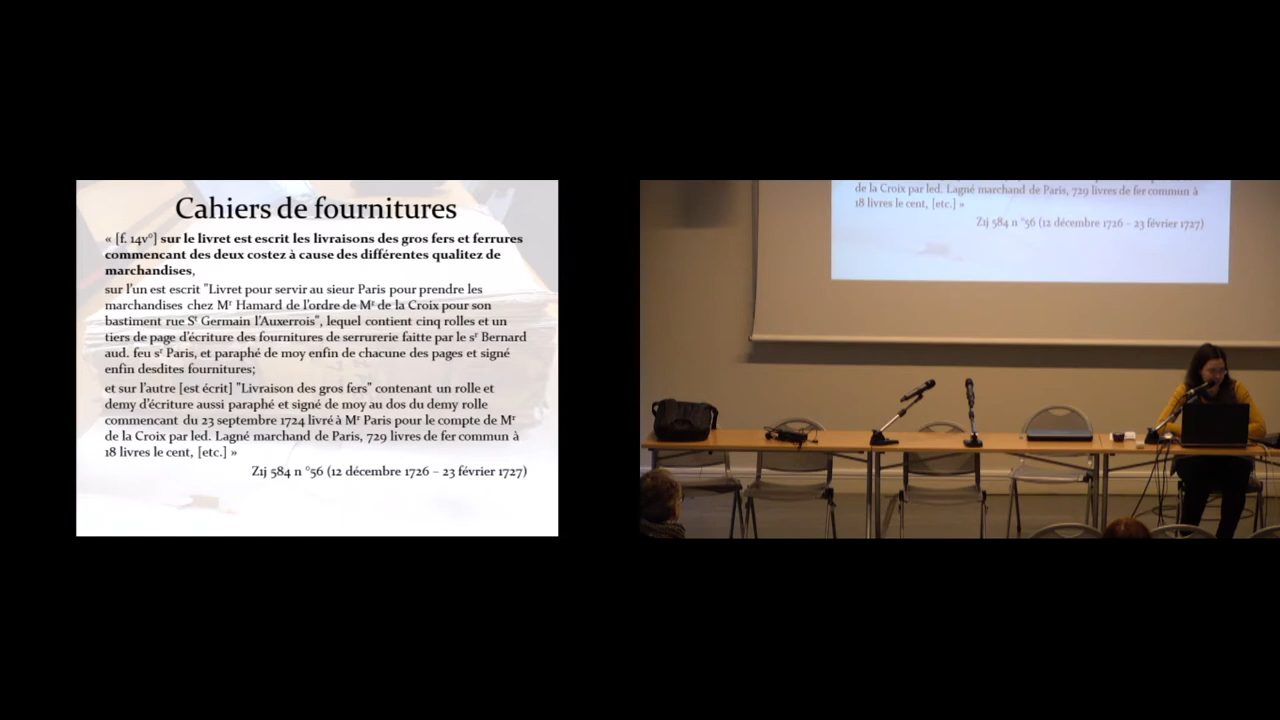 Cahiers de fournitures
« [f. 14v°] sur le livret est escrit les livraisons des gros fers et ferrures
commencant des deux costez à cause des différentes qualitez de
marchandises,
sur l'un est escrit "Livret pour servir au sieur Paris pour prendre les
marchandises chez Mr Hamard de l'ordre de Mr de la Croix pour son
bastiment rue St Germain l'Auxerrois", lequel contient cinq rolles et un
tiers de page d'écriture des fournitures de serrurerie faitte par le sr Bernard
aud. feu sr Paris, et paraphé de moy enfin de chacune des pages et signé
enfin desdites fournitures;
et sur l'autre [est écrit] "Livraison des gros fers" contenant un rolle et
demy d'écriture aussi paraphé et signé de moy au dos du demy rolle
commencant du 23 septembre 1724 livré à Mr Paris pour le compte de Mr
de la Croix par led. Lagné marchand de Paris, 729 livres de fer commun à
18 livres le cent, [etc.] »
Z1j 584 n °56 (12 décembre 1726 – 23 février 1727)
de la Croix par led. Lagné marchand de Paris, 729 livres de fer commun à
18 livres le cent, [etc.] »
Z1j 584 n °56 (12 décembre 1726 – 23 février 1727)